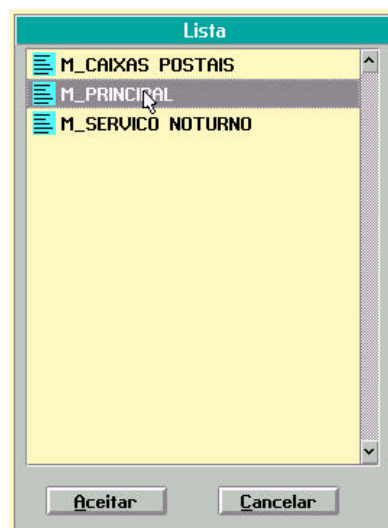 Lista
M_CAIXAS POSTAIS
M_PRINCIPAL
M_SERVICO NOTURNO
Aceitar
Cancelar